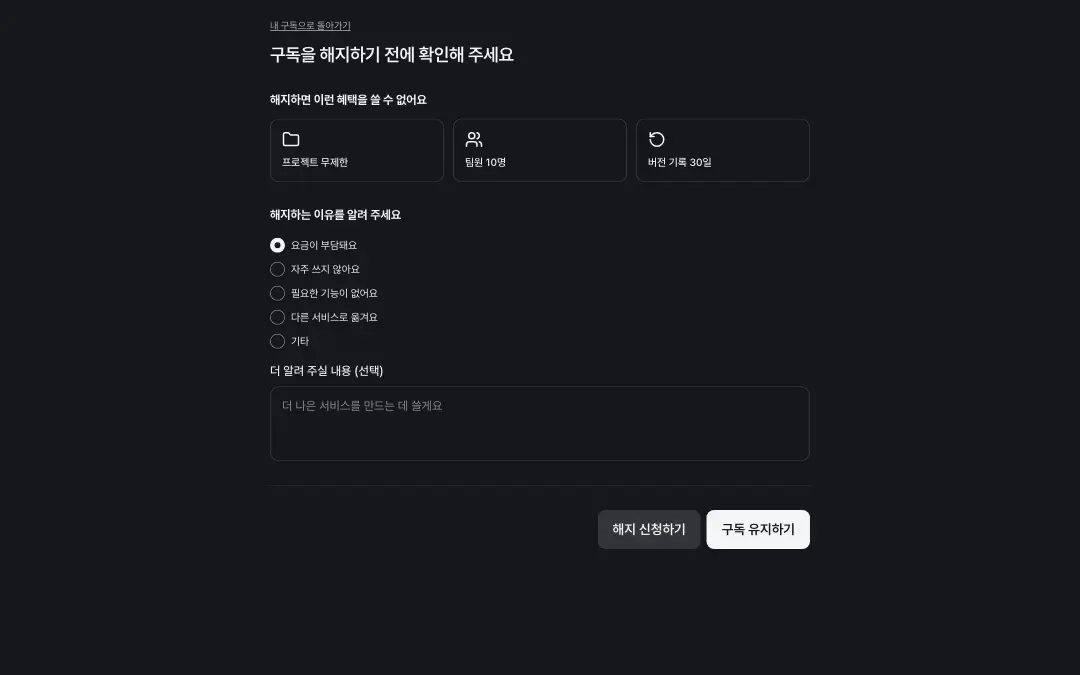 내 구독으로 돌아가기
구독을 해지하기 전에 확인해 주세요
해지하면 이런 혜택을 쓸 수 없어요
프로젝트 무제한
팀원 10명
버전 기록 30일
해지하는 이유를 알려 주세요
요금이 부담돼요
자주 쓰지 않아요
필요한 기능이 없어요
다른 서비스로 옮겨요
기타
더 알려 주실 내용 (선택)
더 나은 서비스를 만드는 데 쓸게요
해지 신청하기
구독 유지하기